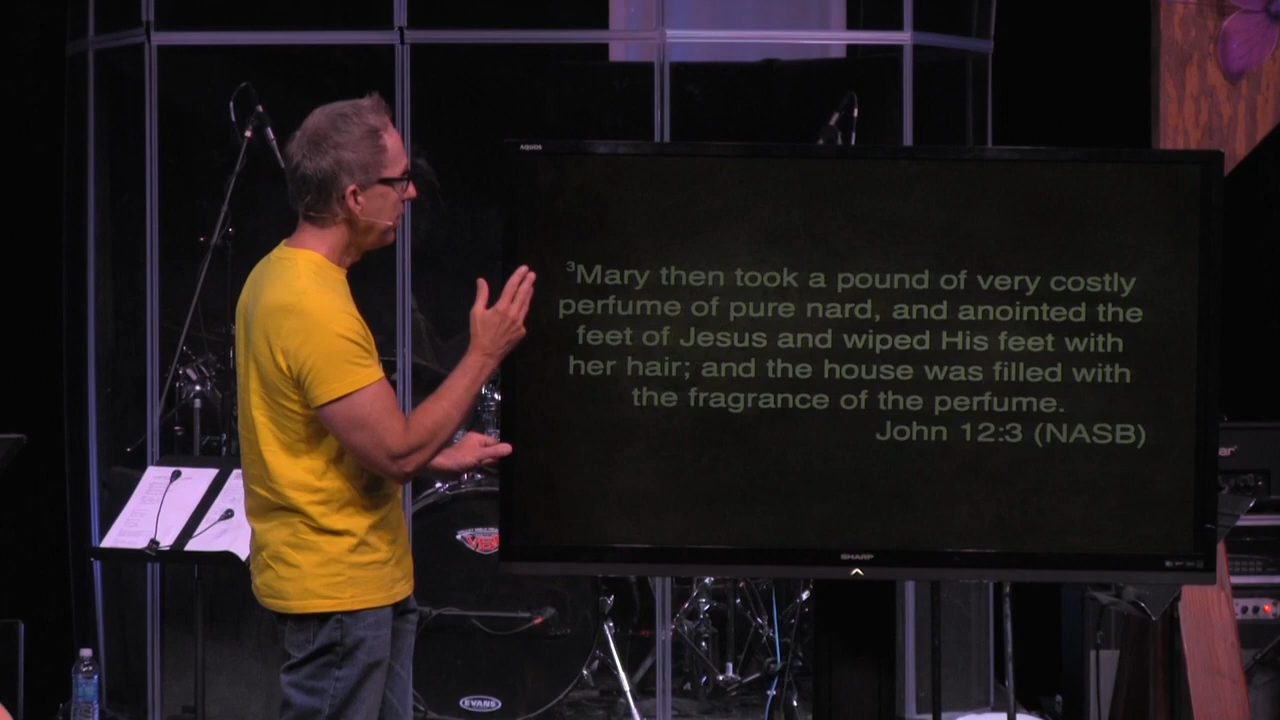 AQUOS
³Mary then took a pound of very costly
perfume of pure nard, and anointed the
feet of Jesus and wiped His feet with
her hair; and the house was filled with
the fragrance of the perfume.
John 12:3 (NASB)
SHARP
EVANS